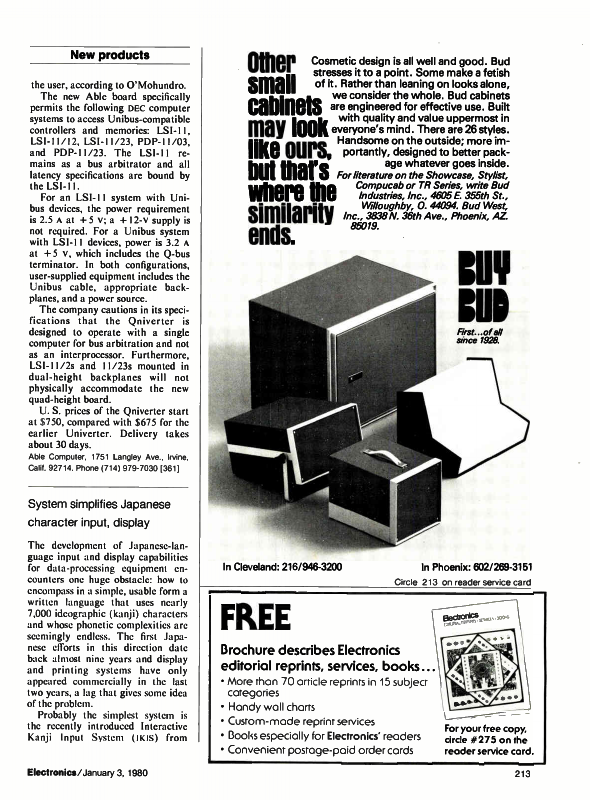 New products
the user, according to O'Mohundro.
The new Able board specifically
permits the following DEC computer
systems to access Unibus-compatible
controllers and memories: LSI-11,
LSI-11/12, LSI-11/23, PDP-11/03,
and PDP-11/23. The LSI-11 re-
mains as a bus arbitrator and all
latency specifications are bound by
the LSI-11.
For an LSI-11 system with Uni-
bus devices, the power requirement
is 2.5 A at +5 V; a +12-V supply is
not required. For a Unibus system
with LSI-11 devices, power is 3.2 A
at +5 V, which includes the Q-bus
terminator. In both configurations,
user-supplied equipment includes the
Unibus cable, appropriate back-
planes, and a power source.
The company cautions in its speci-
fications that the Qniverter is
designed to operate with a single
computer for bus arbitration and not
as an interprocessor. Furthermore,
LSI-11/2s and 11/23s mounted in
dual-height backplanes will not
physically accommodate the new
quad-height board.
U. S. prices of the Qniverter start
at $750, compared with $675 for the
earlier Univerter. Delivery takes
about 30 days.
Able Computer, 1751 Langley Ave., Irvine,
Calif. 92714. Phone (714) 979-7030 [361]
System simplifies Japanese
character input, display
The development of Japanese-lan-
guage input and display capabilities
for data-processing equipment en-
counters one huge obstacle: how to
encompass in a simple, usable form a
written language that uses nearly
7,000 ideographic (kanji) characters
and whose phonetic complexities are
seemingly endless. The first Japa-
nese efforts in this direction date
back almost nine years and display
and printing systems have only
appeared commercially in the last
two years, a lag that gives some idea
of the problem.
Probably the simplest system is
the recently introduced Interactive
Kanji Input System (IKIS) from
Other
small
cabinets
may look
like ours,
but that's
where the
similarity
ends.
Cosmetic design is all well and good. Bud
stresses it to a point. Some make a fetish
of it. Rather than leaning on looks alone,
we consider the whole. Bud cabinets
are engineered for effective use. Built
with quality and value uppermost in
everyone's mind. There are 26 styles.
Handsome on the outside; more im-
portantly, designed to better pack-
age whatever goes inside.
For literature on the Showcase, Stylist,
Compucab or TR Series, write Bud
Industries, Inc., 4605 E. 355th St.,
Willoughby, O. 44094. Bud West,
Inc., 3838 N. 36th Ave., Phoenix, AZ.
85019.
BUY
BUD
First...of all
since 1928.
In Cleveland: 216/946-3200
In Phoenix: 602/269-3151
Circle 213 on reader service card
FREE
Brochure describes Electronics
editorial reprints, services, books...
• More than 70 article reprints in 15 subject
categories
• Handy wall charts
• Custom-made reprint services
• Books especially for Electronics' readers
• Convenient postage-paid order cards
Electronics
For your free copy,
circle #275 on the
reader service card.
Electronics/January 3, 1980
213